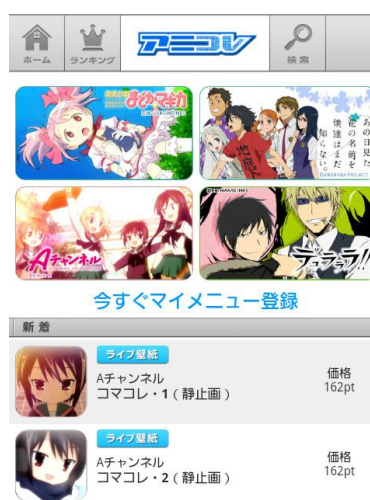 ホーム
ランキング
アニコレ
検索
魔法少女
まどか☆マギカ
あの日見た
花の名前を
僕達はまだ
知らない。
©ANOHANA PROJECT
Aチャンネル
デュラララ!!
今すぐマイメニュー登録
新着
ライブ壁紙
Aチャンネル
コマコレ・1(静止画)
価格
162pt
ライブ壁紙
Aチャンネル
コマコレ・2(静止画)
価格
162pt